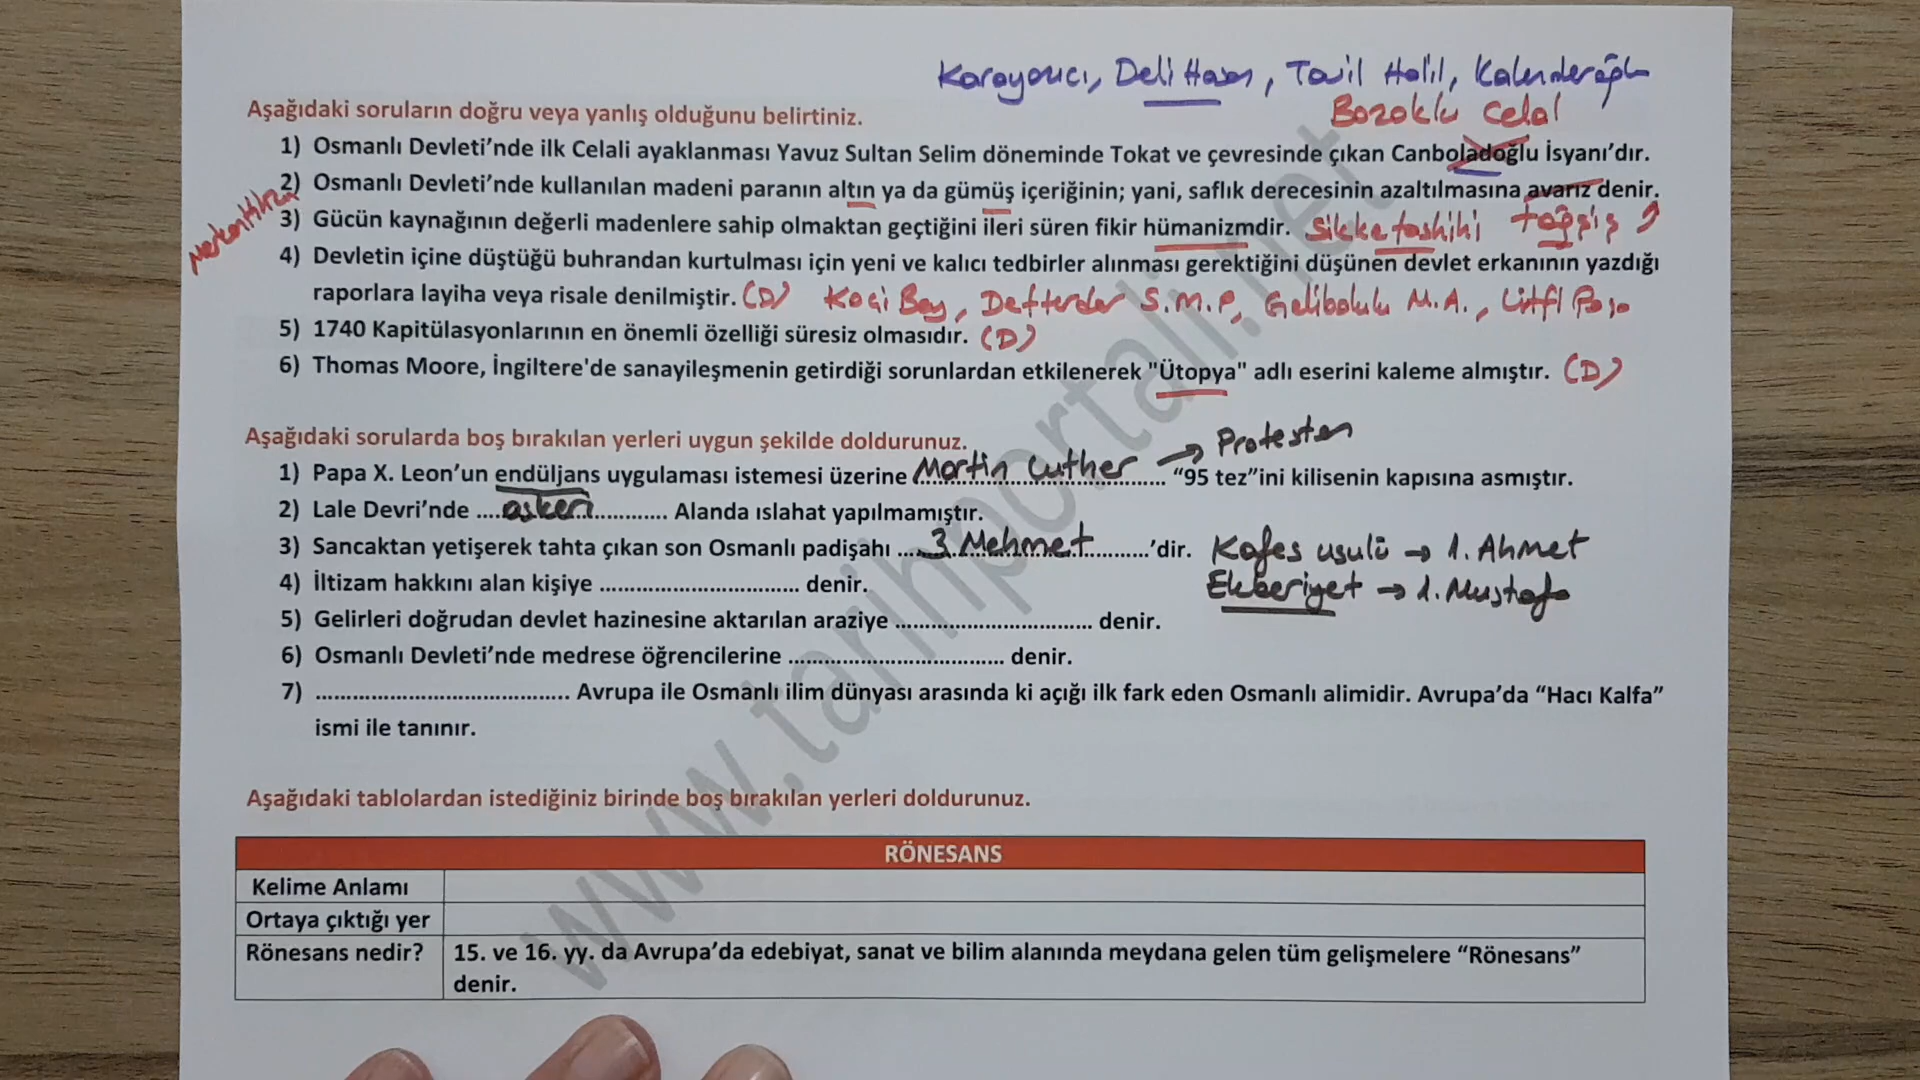 Karayazıcı, Deli Hasan, Tavil Halil, Kalenderoğlu
Bozoklu Celal
Aşağıdaki soruların doğru veya yanlış olduğunu belirtiniz.
1) Osmanlı Devleti’nde ilk Celali ayaklanması Yavuz Sultan Selim döneminde Tokat ve çevresinde çıkan Canboladoğlu İsyanı’dır.
2) Osmanlı Devleti’nde kullanılan madeni paranın altın ya da gümüş içeriğinin; yani, saflık derecesinin azaltılmasına avarız denir.
Merkantilizm
3) Gücün kaynağının değerli madenlere sahip olmaktan geçtiğini ileri süren fikir hümanizmdir. Sikke tashihi tağşiş
4) Devletin içine düştüğü buhrandan kurtulması için yeni ve kalıcı tedbirler alınması gerektiğini düşünen devlet erkanının yazdığı
raporlara layiha veya risale denilmiştir. (D) Koçi Bey, Defterdar S.M.P, Gelibolulu M.A., Lütfi Paşa
5) 1740 Kapitülasyonlarının en önemli özelliği süresiz olmasıdır. (D)
6) Thomas Moore, İngiltere'de sanayileşmenin getirdiği sorunlardan etkilenerek "Ütopya" adlı eserini kaleme almıştır. (D)
Aşağıdaki sorularda boş bırakılan yerleri uygun şekilde doldurunuz.
1) Papa X. Leon’un endüljans uygulaması istemesi üzerine Martin Luther → Protestan “95 tez”ini kilisenin kapısına asmıştır.
2) Lale Devri’nde ....askeri.............. Alanda ıslahat yapılmamıştır.
3) Sancaktan yetişerek tahta çıkan son Osmanlı padişahı ....3. Mehmet.........’dir. Kafes usulü → 1. Ahmet
4) İltizam hakkını alan kişiye .................................. denir. Ekberiyet → 1. Mustafa
5) Gelirleri doğrudan devlet hazinesine aktarılan araziye ................................. denir.
6) Osmanlı Devleti’nde medrese öğrencilerine .................................... denir.
7) .......................................... Avrupa ile Osmanlı ilim dünyası arasında ki açığı ilk fark eden Osmanlı alimidir. Avrupa’da “Hacı Kalfa”
ismi ile tanınır.
Aşağıdaki tablolardan istediğiniz birinde boş bırakılan yerleri doldurunuz.
RÖNESANS
Kelime Anlamı
Ortaya çıktığı yer
Rönesans nedir? 15. ve 16. yy. da Avrupa’da edebiyat, sanat ve bilim alanında meydana gelen tüm gelişmelere “Rönesans”
denir.
www.tarihportali.net